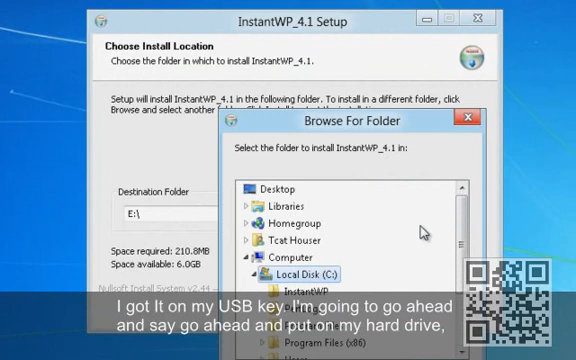 InstantWP_4.1 Setup
Choose Install Location
Choose the folder in which to install InstantWP_4.1.
Setup will install InstantWP_4.1 in the following folder. To install in a different folder, click
Browse and select another
Browse For Folder
Select the folder to install InstantWP_4.1 in:
Desktop
Libraries
Homegroup
Tcat Houser
Computer
Local Disk (C:)
InstantWP
Program Files (x86)
Destination Folder
E:\
Space required: 210.8MB
Space available: 6.0GB
Nullsoft Install System v2.44
I got It on my USB key. I'm going to go ahead
and say go ahead and put on my hard drive,